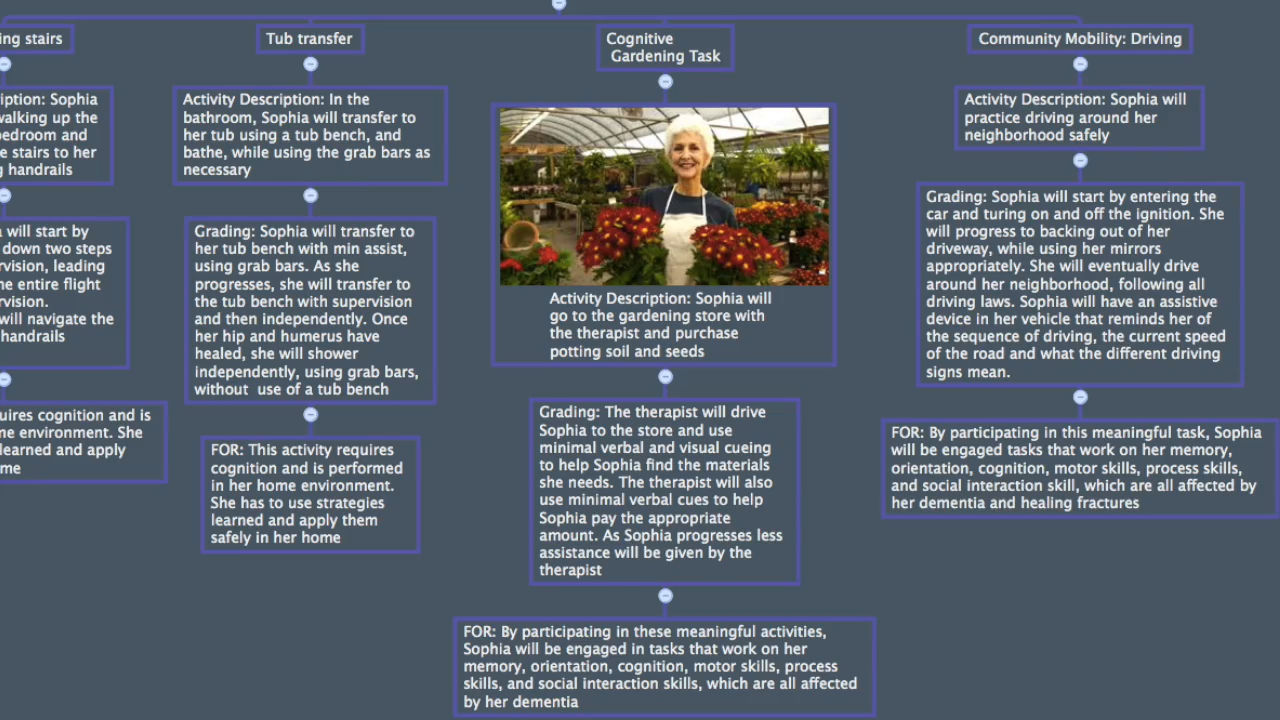 ing stairs
iption: Sophia
walking up the
bedroom and
e stairs to her
g handrails
a will start by
down two steps
rvision, leading
he entire flight
rvision.
will navigate the
handrails
uires cognition and is
me environment. She
learned and apply
me
Tub transfer
Activity Description: In the
bathroom, Sophia will transfer to
her tub using a tub bench, and
bathe, while using the grab bars as
necessary
Grading: Sophia will transfer to
her tub bench with min assist,
using grab bars. As she
progresses, she will transfer to
the tub bench with supervision
and then independently. Once
her hip and humerus have
healed, she will shower
independently, using grab bars,
without use of a tub bench
FOR: This activity requires
cognition and is performed
in her home environment.
She has to use strategies
learned and apply them
safely in her home
Cognitive
Gardening Task
Activity Description: Sophia will
go to the gardening store with
the therapist and purchase
potting soil and seeds
Grading: The therapist will drive
Sophia to the store and use
minimal verbal and visual cueing
to help Sophia find the materials
she needs. The therapist will also
use minimal verbal cues to help
Sophia pay the appropriate
amount. As Sophia progresses less
assistance will be given by the
therapist
FOR: By participating in these meaningful activities,
Sophia will be engaged in tasks that work on her
memory, orientation, cognition, motor skills, process
skills, and social interaction skills, which are all affected
by her dementia
Community Mobility: Driving
Activity Description: Sophia will
practice driving around her
neighborhood safely
Grading: Sophia will start by entering the
car and turing on and off the ignition. She
will progress to backing out of her
driveway, while using her mirrors
appropriately. She will eventually drive
around her neighborhood, following all
driving laws. Sophia will have an assistive
device in her vehicle that reminds her of
the sequence of driving, the current speed
of the road and what the different driving
signs mean.
FOR: By participating in this meaningful task, Sophia
will be engaged tasks that work on her memory,
orientation, cognition, motor skills, process skills,
and social interaction skill, which are all affected by
her dementia and healing fractures